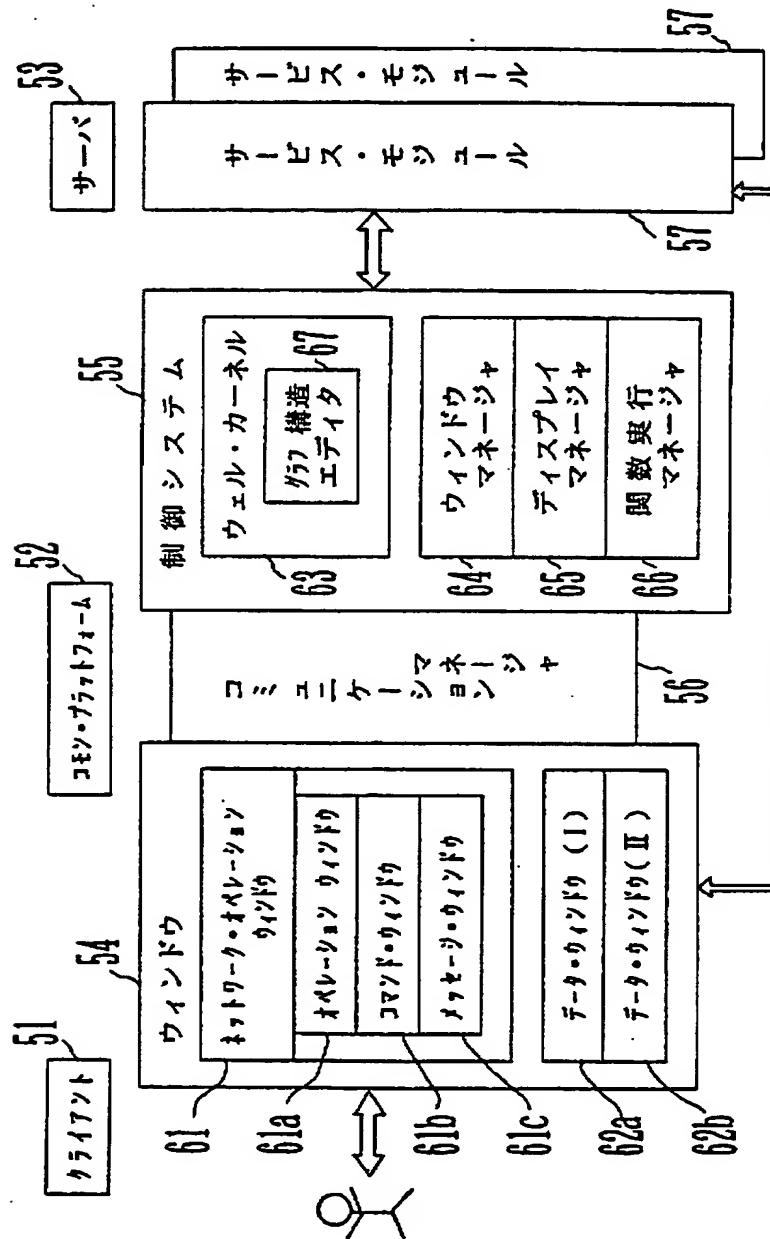 クライアント
51
コモン・プラットフォーム
52
サーバ
53
54
ウィンドウ
61
ネットワーク・オペレーション
ウィンドウ
61a
オペレーション ウィンドウ
61b
コマンド・ウィンドウ
61c
メッセージ・ウィンドウ
62a
データ・ウィンドウ (I)
62b
データ・ウィンドウ(II)
コミュニケーション
マネージャ
56
55
制御システム
ウェル・カーネル
63
グラフ構造
エディタ
67
64
ウィンドウ
マネージャ
65
ディスプレイ
マネージャ
66
関数実行
マネージャ
サービス・モジュール
57
サービス・モジュール
57